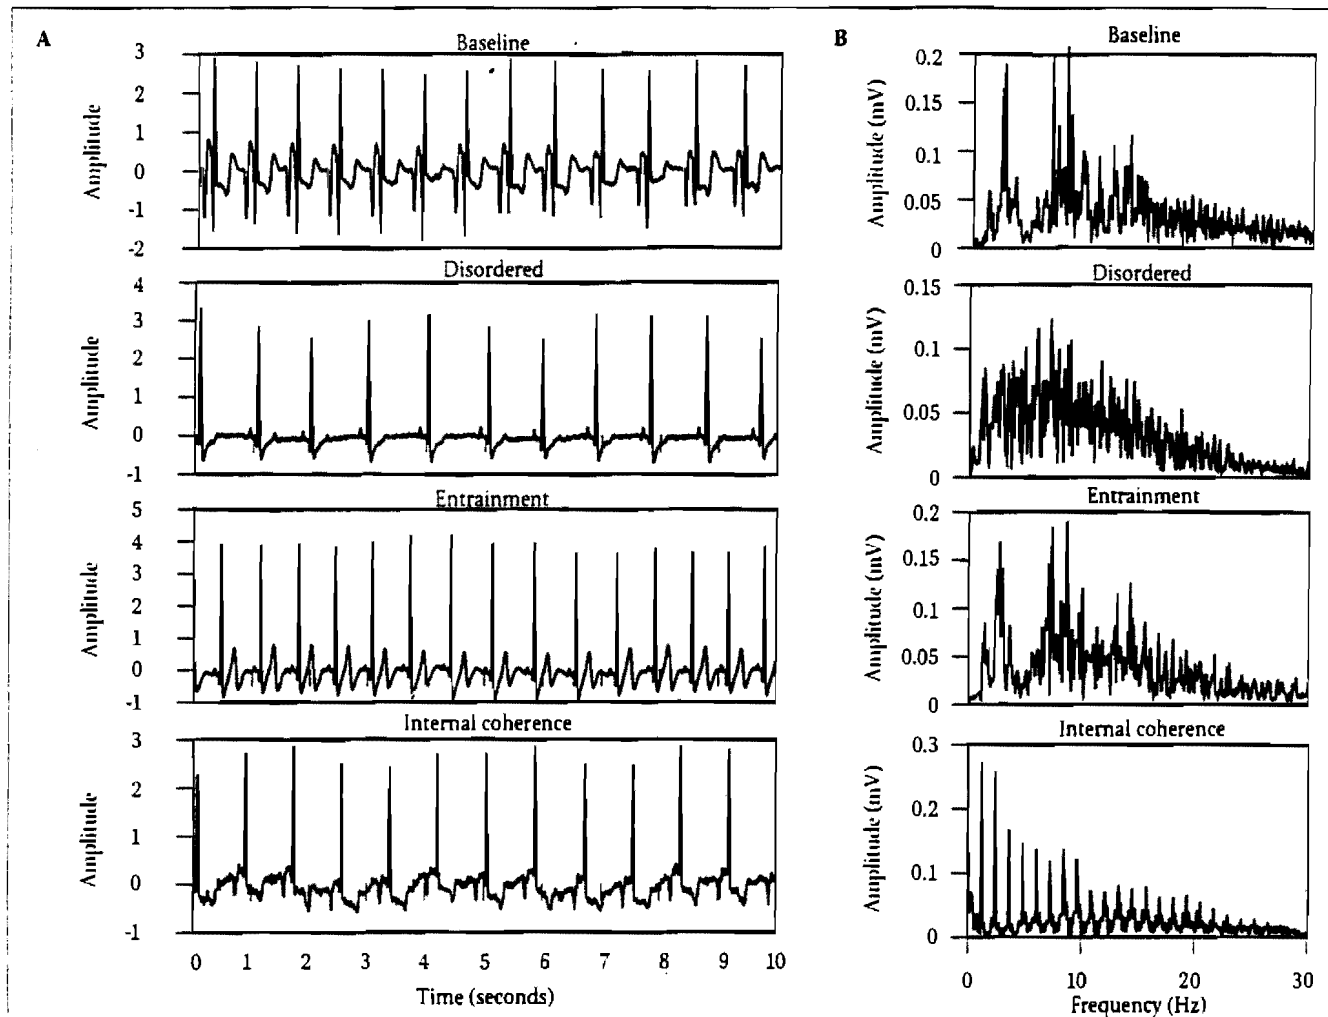 A
Baseline
Amplitude
3
2
1
0
-1
-2
Disordered
Amplitude
4
3
2
1
0
-1
Entrainment
Amplitude
5
4
3
2
1
0
-1
Internal coherence
Amplitude
3
2
1
0
-1
0 1 2 3 4 5 6 7 8 9 10
Time (seconds)
B
Baseline
Amplitude (mV)
0.2
0.15
0.1
0.05
0
Disordered
Amplitude (mV)
0.15
0.1
0.05
0
Entrainment
Amplitude (mV)
0.2
0.15
0.1
0.05
0
Internal coherence
Amplitude (mV)
0.3
0.2
0.1
0
0 10 20 30
Frequency (Hz)